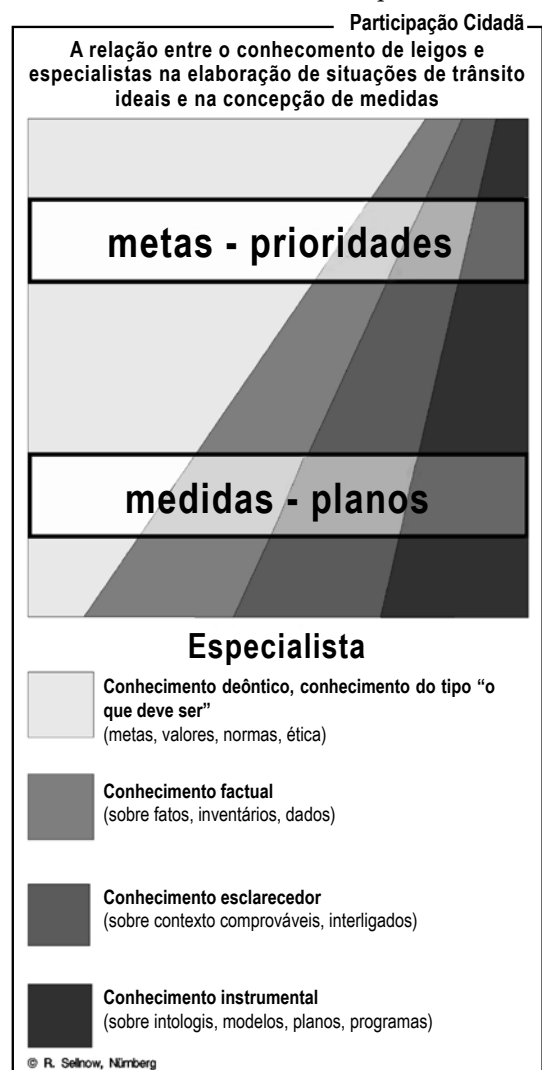 Participação Cidadã
A relação entre o conhecomento de leigos e
especialistas na elaboração de situações de trânsito
ideais e na concepção de medidas
metas - prioridades
medidas - planos
Especialista
Conhecimento deôntico, conhecimento do tipo “o
que deve ser”
(metas, valores, normas, ética)
Conhecimento factual
(sobre fatos, inventários, dados)
Conhecimento esclarecedor
(sobre contexto comprováveis, interligados)
Conhecimento instrumental
(sobre intologis, modelos, planos, programas)
© R. Sellnow, Nürnberg